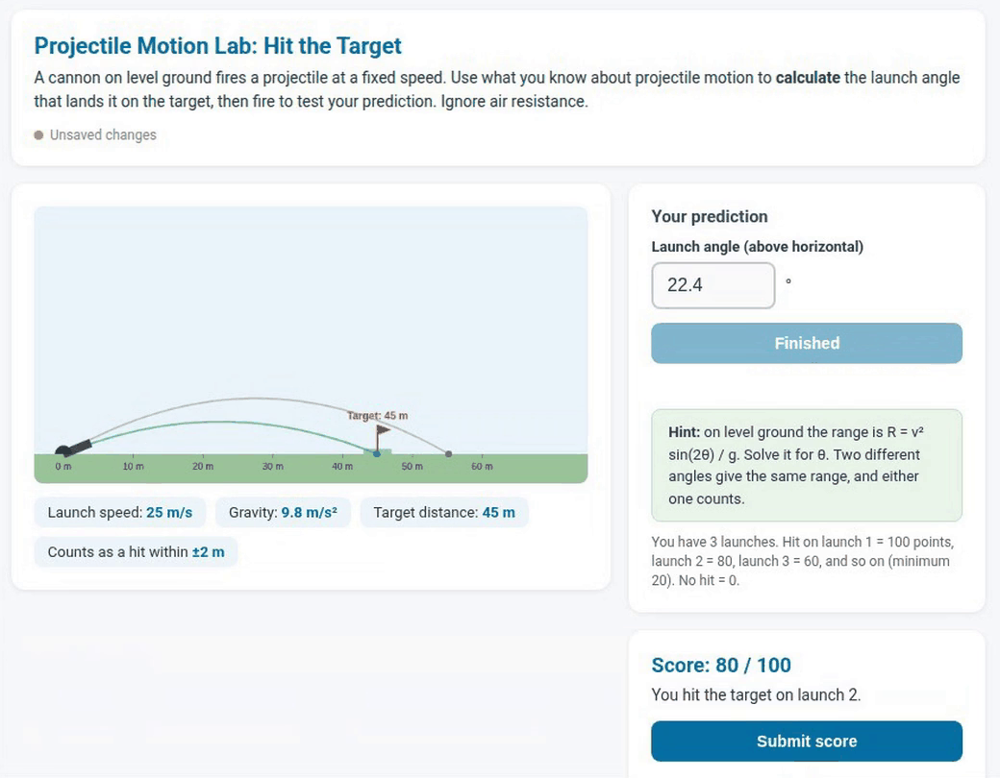 Projectile Motion Lab: Hit the Target
A cannon on level ground fires a projectile at a fixed speed. Use what you know about projectile motion to calculate the launch angle
that lands it on the target, then fire to test your prediction. Ignore air resistance.
Unsaved changes
Target: 45 m
0 m 10 m 20 m 30 m 40 m 50 m 60 m
Launch speed: 25 m/s
Gravity: 9.8 m/s²
Target distance: 45 m
Counts as a hit within ±2 m
Your prediction
Launch angle (above horizontal)
22.4 °
Finished
Hint: on level ground the range is R = v²
sin(2θ) / g. Solve it for θ. Two different
angles give the same range, and either
one counts.
You have 3 launches. Hit on launch 1 = 100 points,
launch 2 = 80, launch 3 = 60, and so on (minimum
20). No hit = 0.
Score: 80 / 100
You hit the target on launch 2.
Submit score